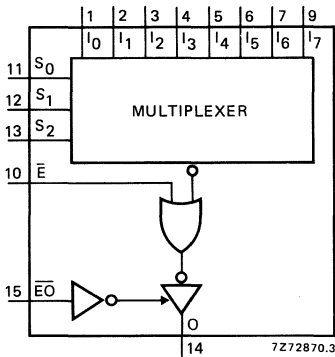 1 2 3 4 5 6 7 9
I0 I1 I2 I3 I4 I5 I6 I7
11 S0
12 S1
MULTIPLEXER
13 S2
10 E̅
15 E̅O̅
O
14
7Z72870.3